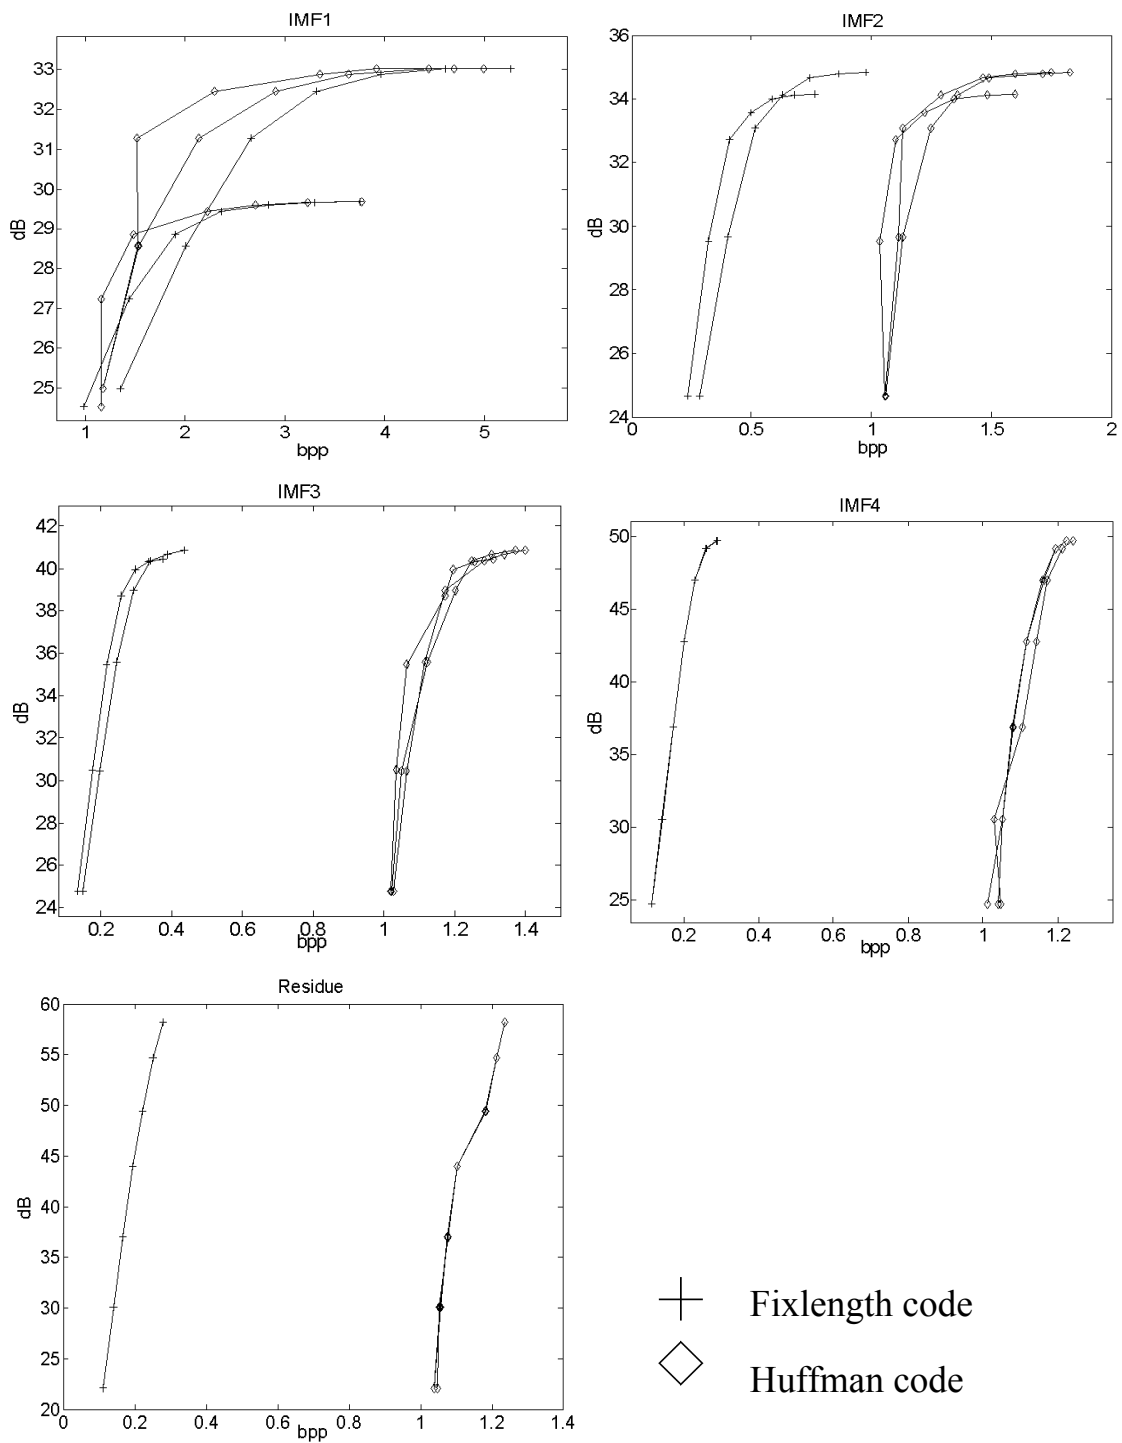 IMF1
33
32
31
30
29
28
27
26
25
dB
1 2 3 4 5
bpp
IMF2
36
34
32
30
28
26
24
dB
0 0.5 1 1.5 2
bpp
IMF3
42
40
38
36
34
32
30
28
26
24
dB
0.2 0.4 0.6 0.8 1 1.2 1.4
bpp
IMF4
50
45
40
35
30
25
dB
0.2 0.4 0.6 0.8 1 1.2
bpp
Residue
60
55
50
45
40
35
30
25
20
dB
0 0.2 0.4 0.6 0.8 1 1.2 1.4
bpp
Fixlength code
Huffman code